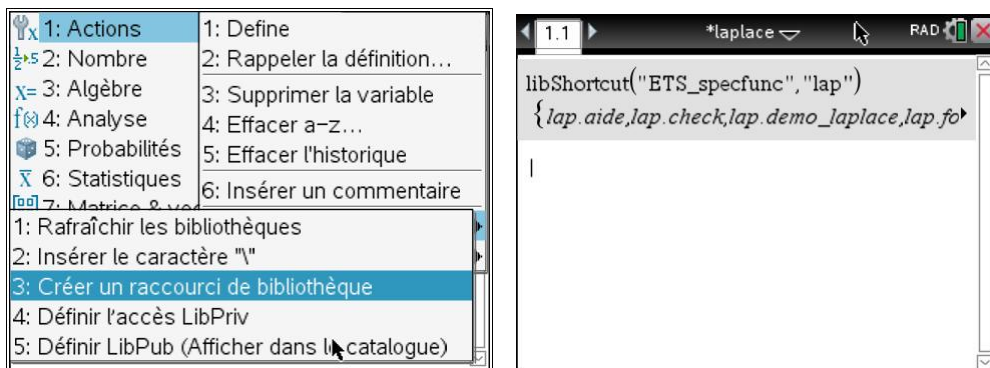 1: Actions
2: Nombre
3: Algèbre
4: Analyse
5: Probabilités
6: Statistiques
1: Define
2: Rappeler la définition…
3: Supprimer la variable
4: Effacer a–z…
5: Effacer l'historique
6: Insérer un commentaire
1: Rafraîchir les bibliothèques
2: Insérer le caractère "\"
3: Créer un raccourci de bibliothèque
4: Définir l'accès LibPriv
5: Définir LibPub (Afficher dans le catalogue)
1.1 *laplace RAD
libShortcut("ETS_specfunc","lap")
{lap.aide,lap.check,lap.demo_laplace,lap.fo